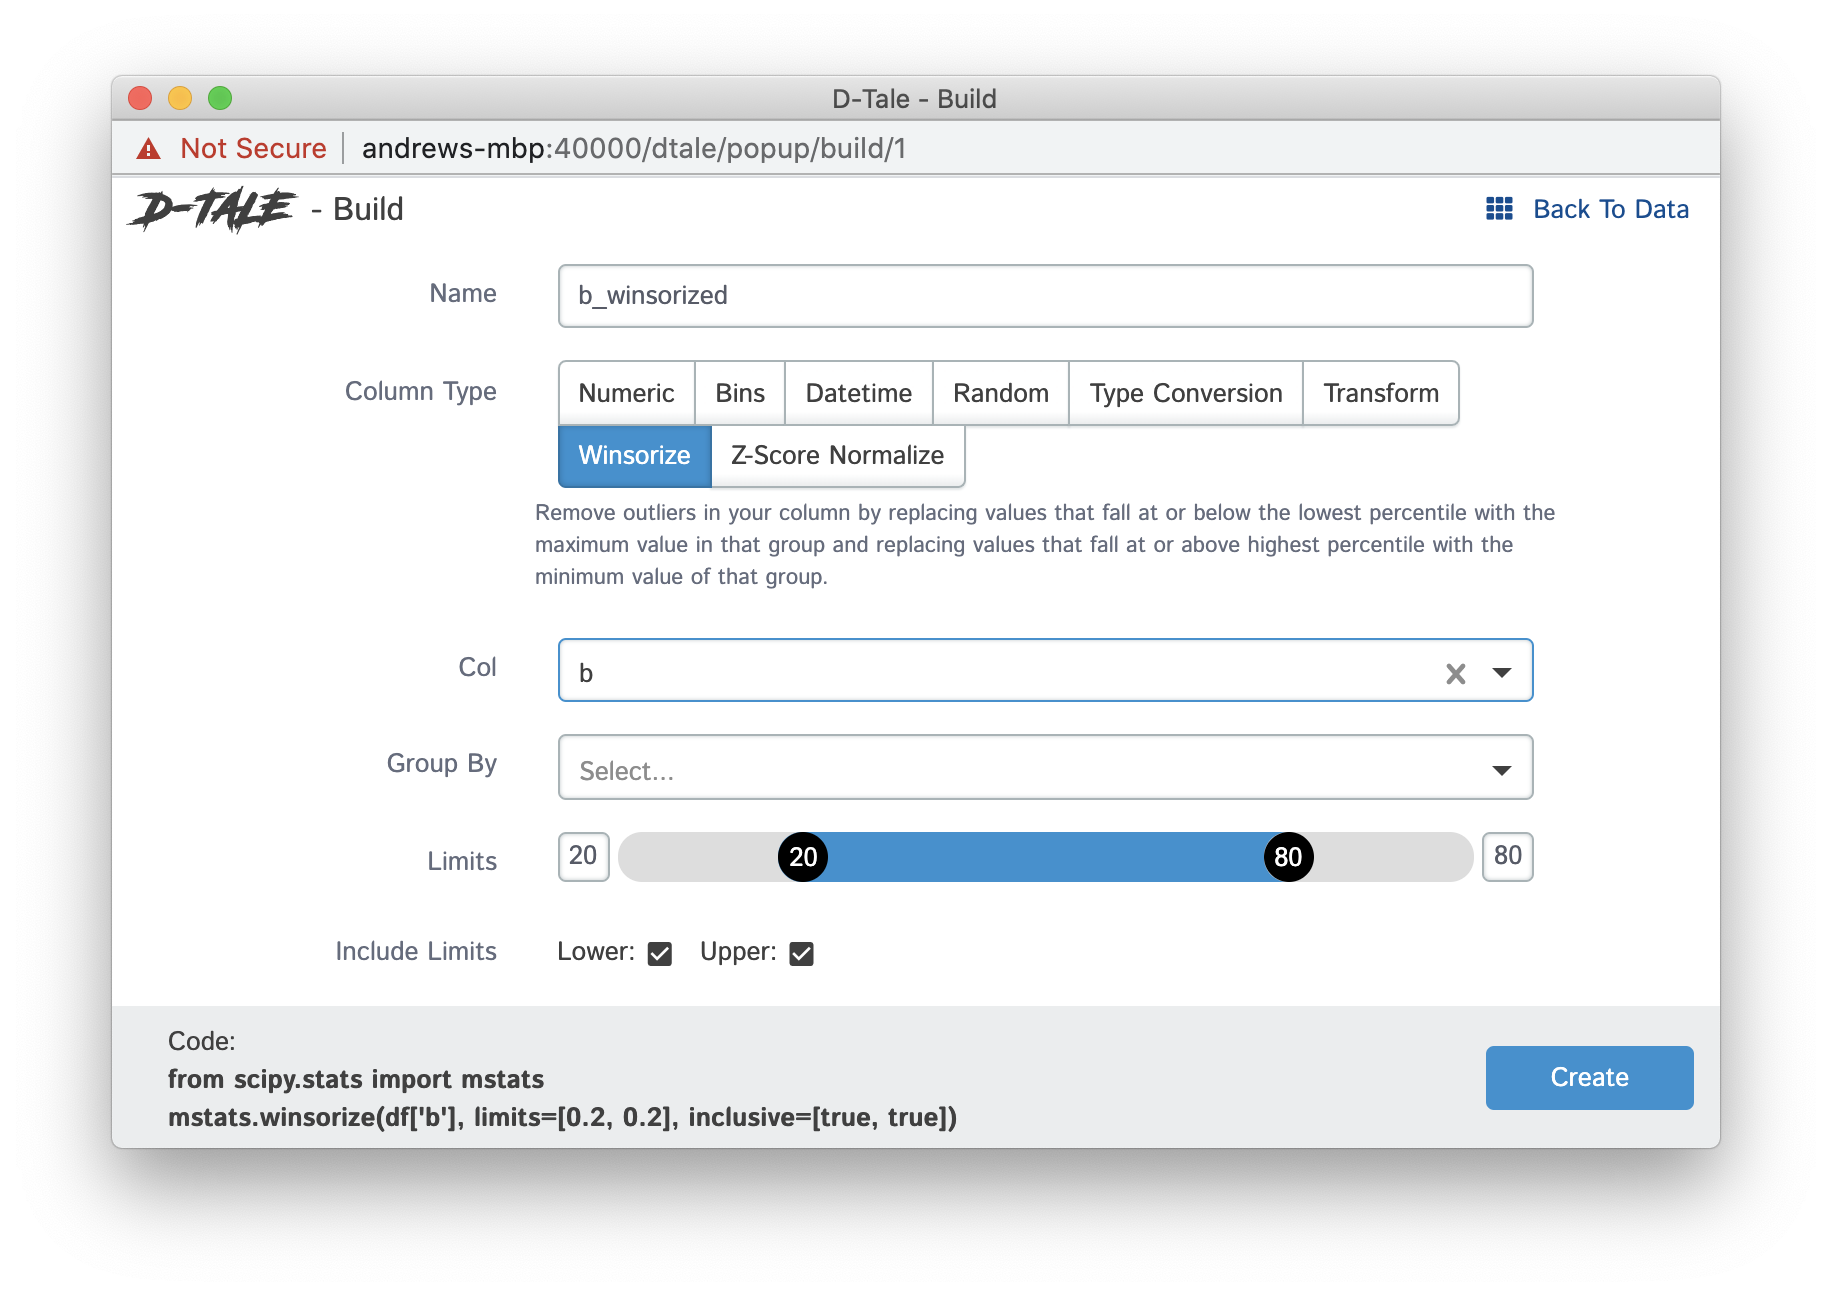 D-Tale - Build
Not Secure | andrews-mbp:40000/dtale/popup/build/1
D-TALE - Build
Back To Data
Name
b_winsorized
Column Type
Numeric Bins Datetime Random Type Conversion Transform
Winsorize Z-Score Normalize
Remove outliers in your column by replacing values that fall at or below the lowest percentile with the
maximum value in that group and replacing values that fall at or above highest percentile with the
minimum value of that group.
Col
b
Group By
Select...
Limits
20 20 80 80
Include Limits
Lower: Upper:
Code:
from scipy.stats import mstats
mstats.winsorize(df['b'], limits=[0.2, 0.2], inclusive=[true, true])
Create